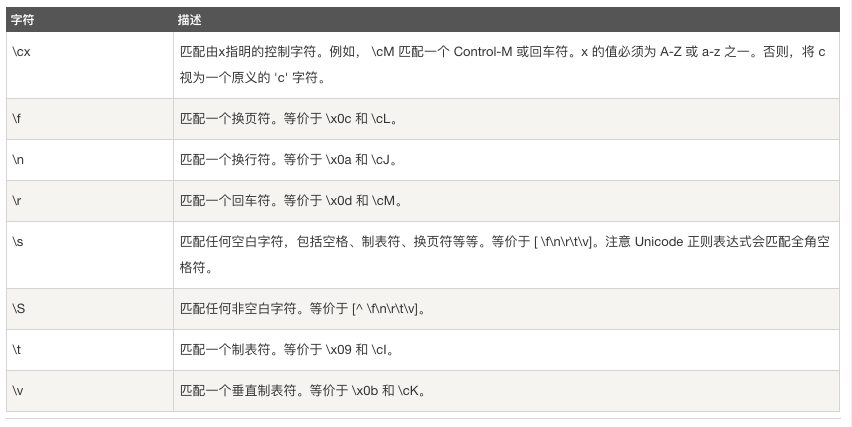 字符 描述
\cx 匹配由x指明的控制字符。例如， \cM 匹配一个 Control-M 或回车符。x 的值必须为 A-Z 或 a-z 之一。否则，将 c
视为一个原义的 'c' 字符。
\f 匹配一个换页符。等价于 \x0c 和 \cL。
\n 匹配一个换行符。等价于 \x0a 和 \cJ。
\r 匹配一个回车符。等价于 \x0d 和 \cM。
\s 匹配任何空白字符，包括空格、制表符、换页符等等。等价于 [ \f\n\r\t\v]。注意 Unicode 正则表达式会匹配全角空
格符。
\S 匹配任何非空白字符。等价于 [^ \f\n\r\t\v]。
\t 匹配一个制表符。等价于 \x09 和 \cI。
\v 匹配一个垂直制表符。等价于 \x0b 和 \cK。